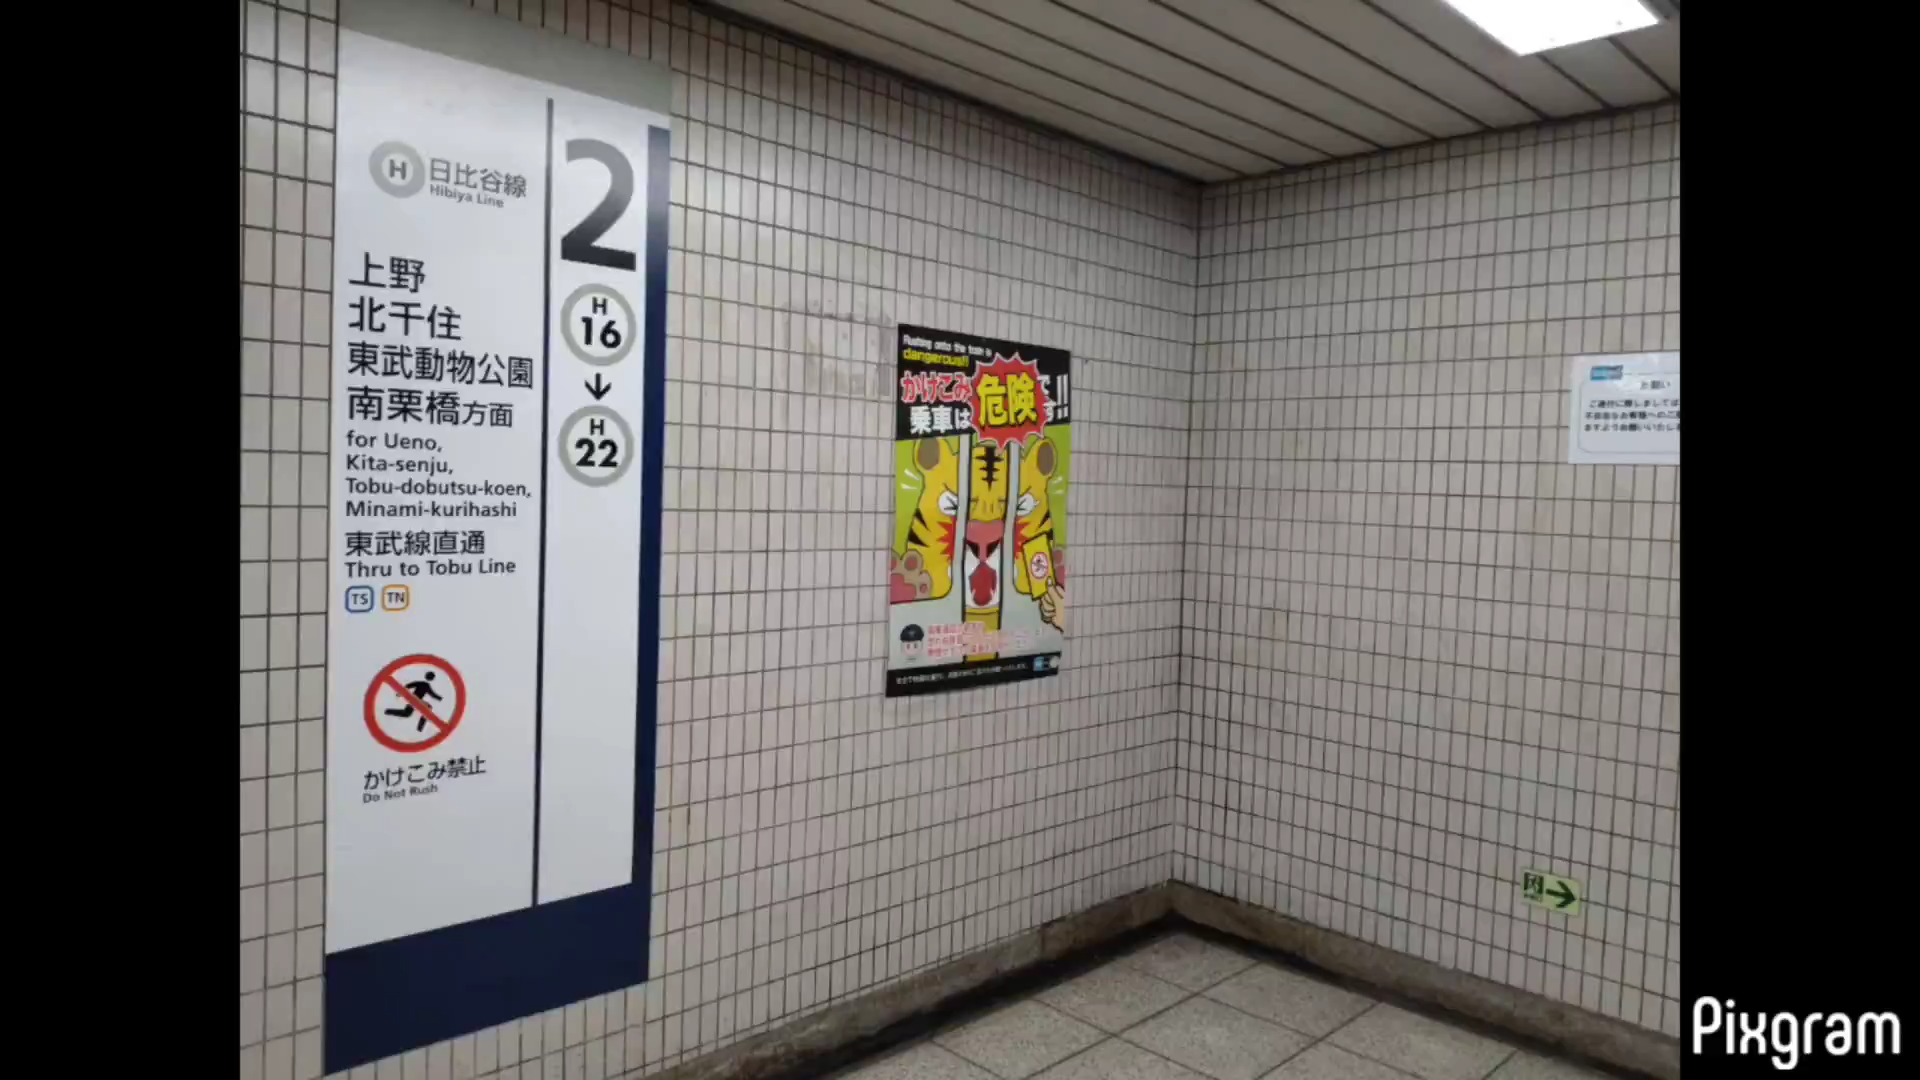 H 日比谷線
Hibiya Line
上野
北千住
東武動物公園
南栗橋方面
for Ueno,
Kita-senju,
Tobu-dobutsu-koen,
Minami-kurihashi
東武線直通
Thru to Tobu Line
TS TN
かけこみ禁止
Do Not Rush
2
H
16
H
22
Rushing onto the train is
dangerous!!
かけこみ
乗車は
危険
です!!
お願い
Pixgram